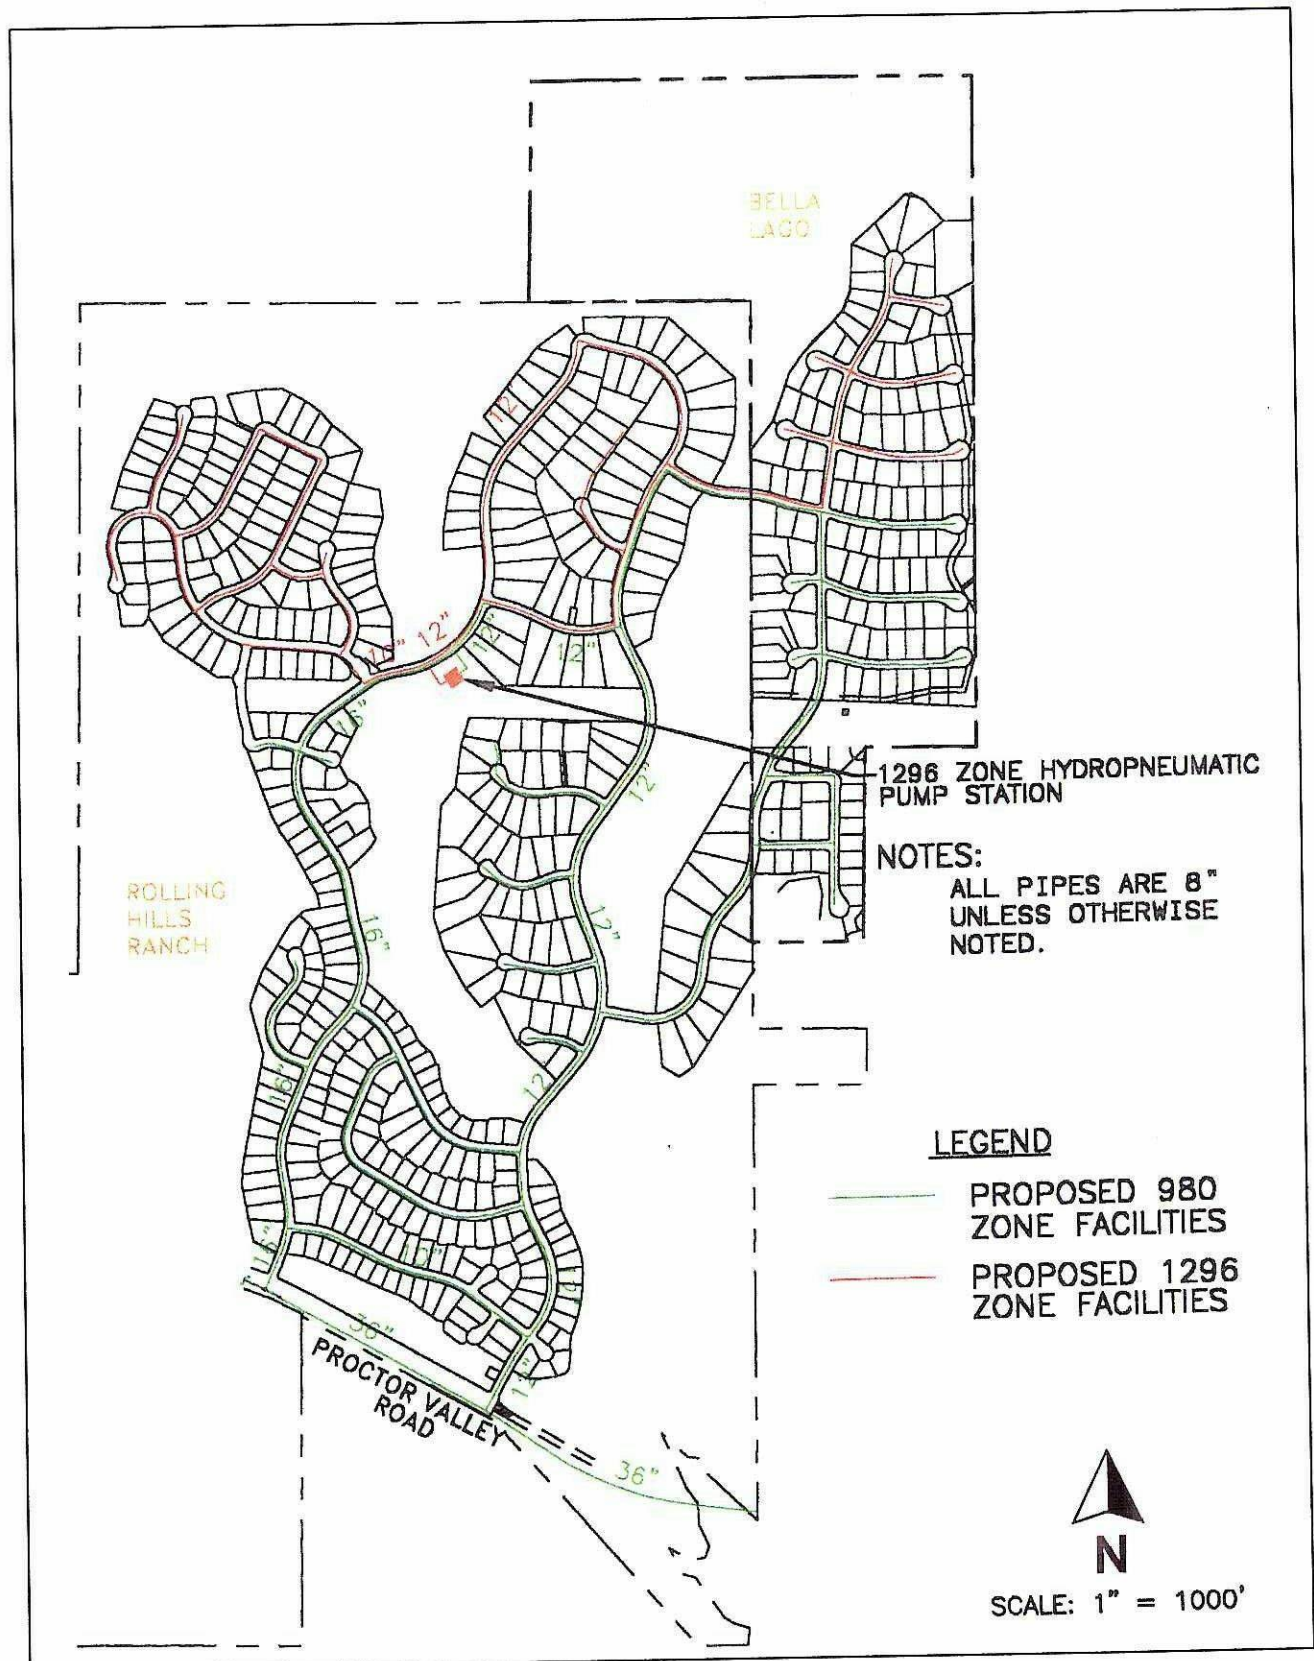 BELLA
LAGO
12"
10"
12"
12"
12"
16"
12"
1296 ZONE HYDROPNEUMATIC
PUMP STATION
NOTES:
ALL PIPES ARE 8"
UNLESS OTHERWISE
NOTED.
ROLLING
HILLS
RANCH
16"
12"
16"
12"
LEGEND
PROPOSED 980
ZONE FACILITIES
PROPOSED 1296
ZONE FACILITIES
16"
10"
36"
12"
PROCTOR VALLEY
ROAD
36"
N
SCALE: 1" = 1000'